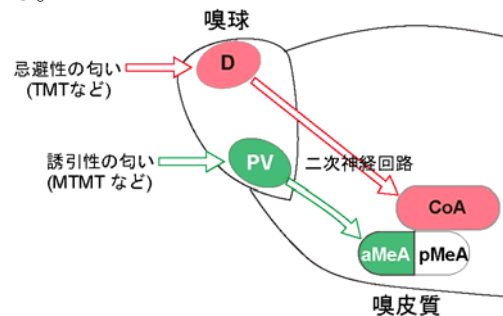 る。
嗅球
忌避性の匂い
(TMTなど)
D
誘引性の匂い
(MTMT など)
PV
二次神経回路
CoA
aMeA
pMeA
嗅皮質